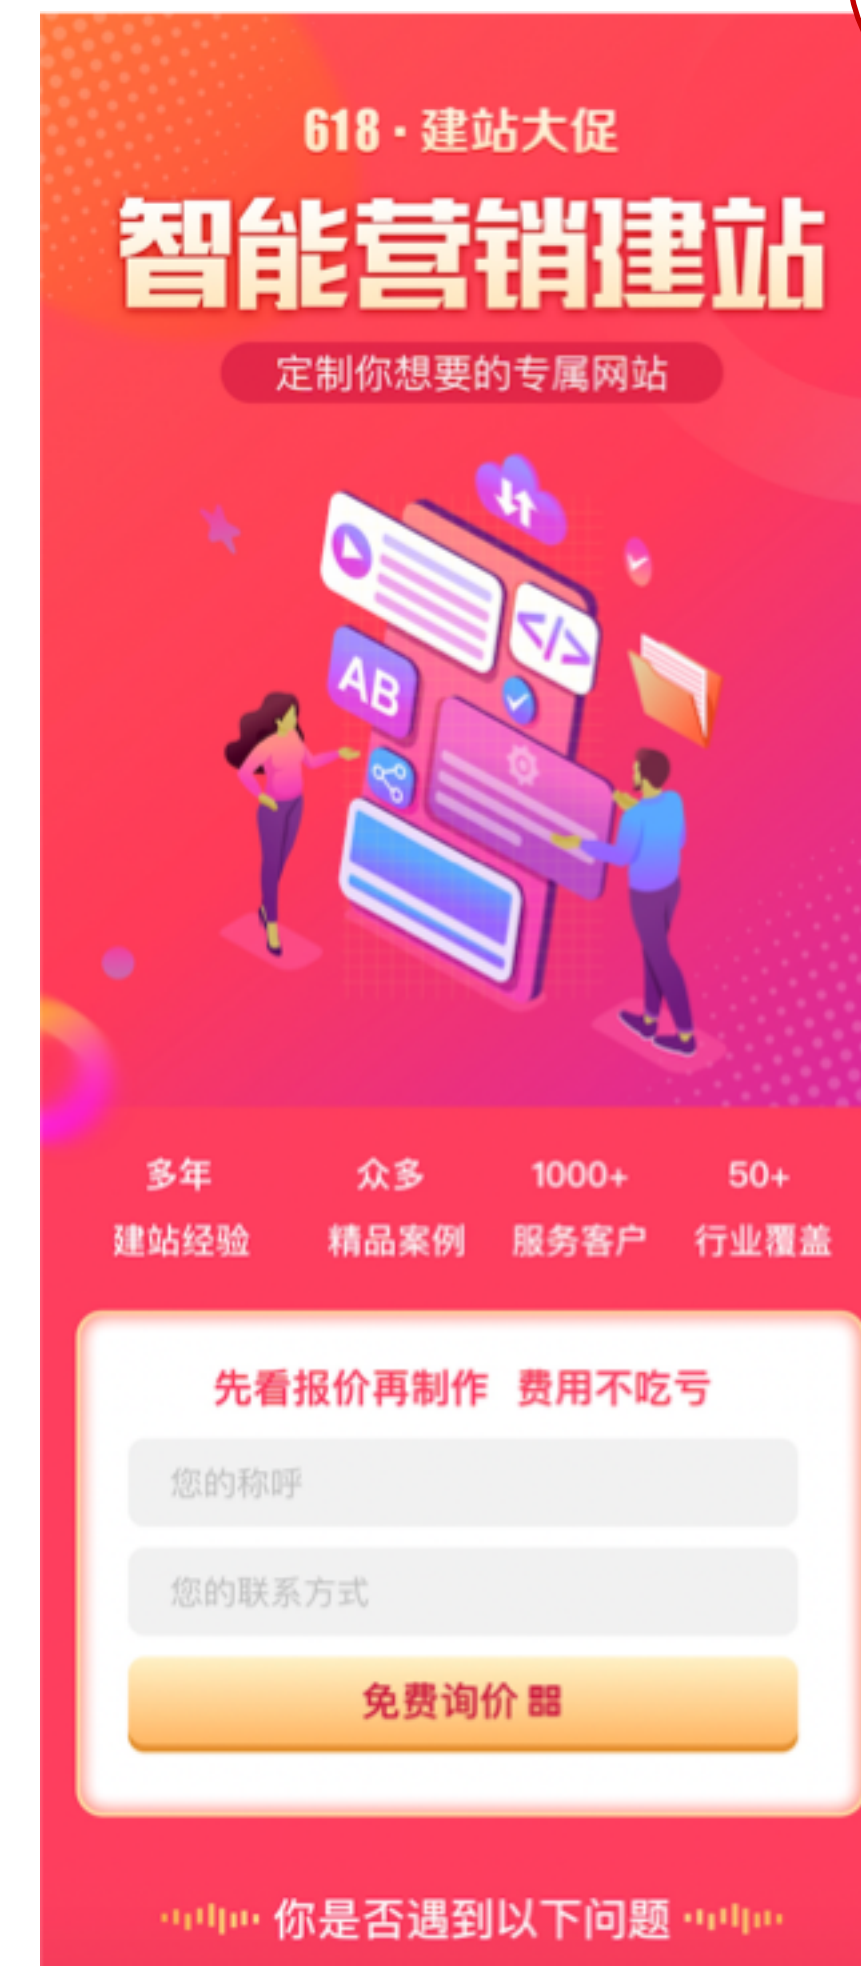 618·建站大促
智能营销建站
定制你想要的专属网站
</>
AB
多年 众多 1000+ 50+
建站经验 精品案例 服务客户 行业覆盖
先看报价再制作 费用不吃亏
您的称呼
您的联系方式
免费询价
你是否遇到以下问题